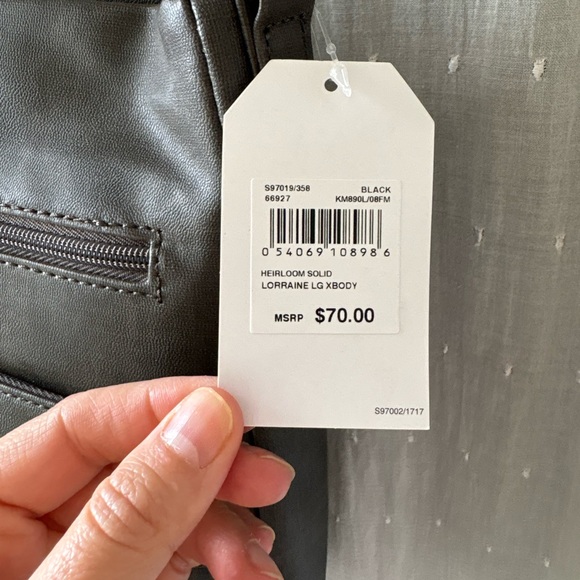 S97019/358 BLACK
66927 KM890L/08FM
0 54069 10898 6
HEIRLOOM SOLID
LORRAINE LG XBODY
MSRP $70.00
S97002/1717